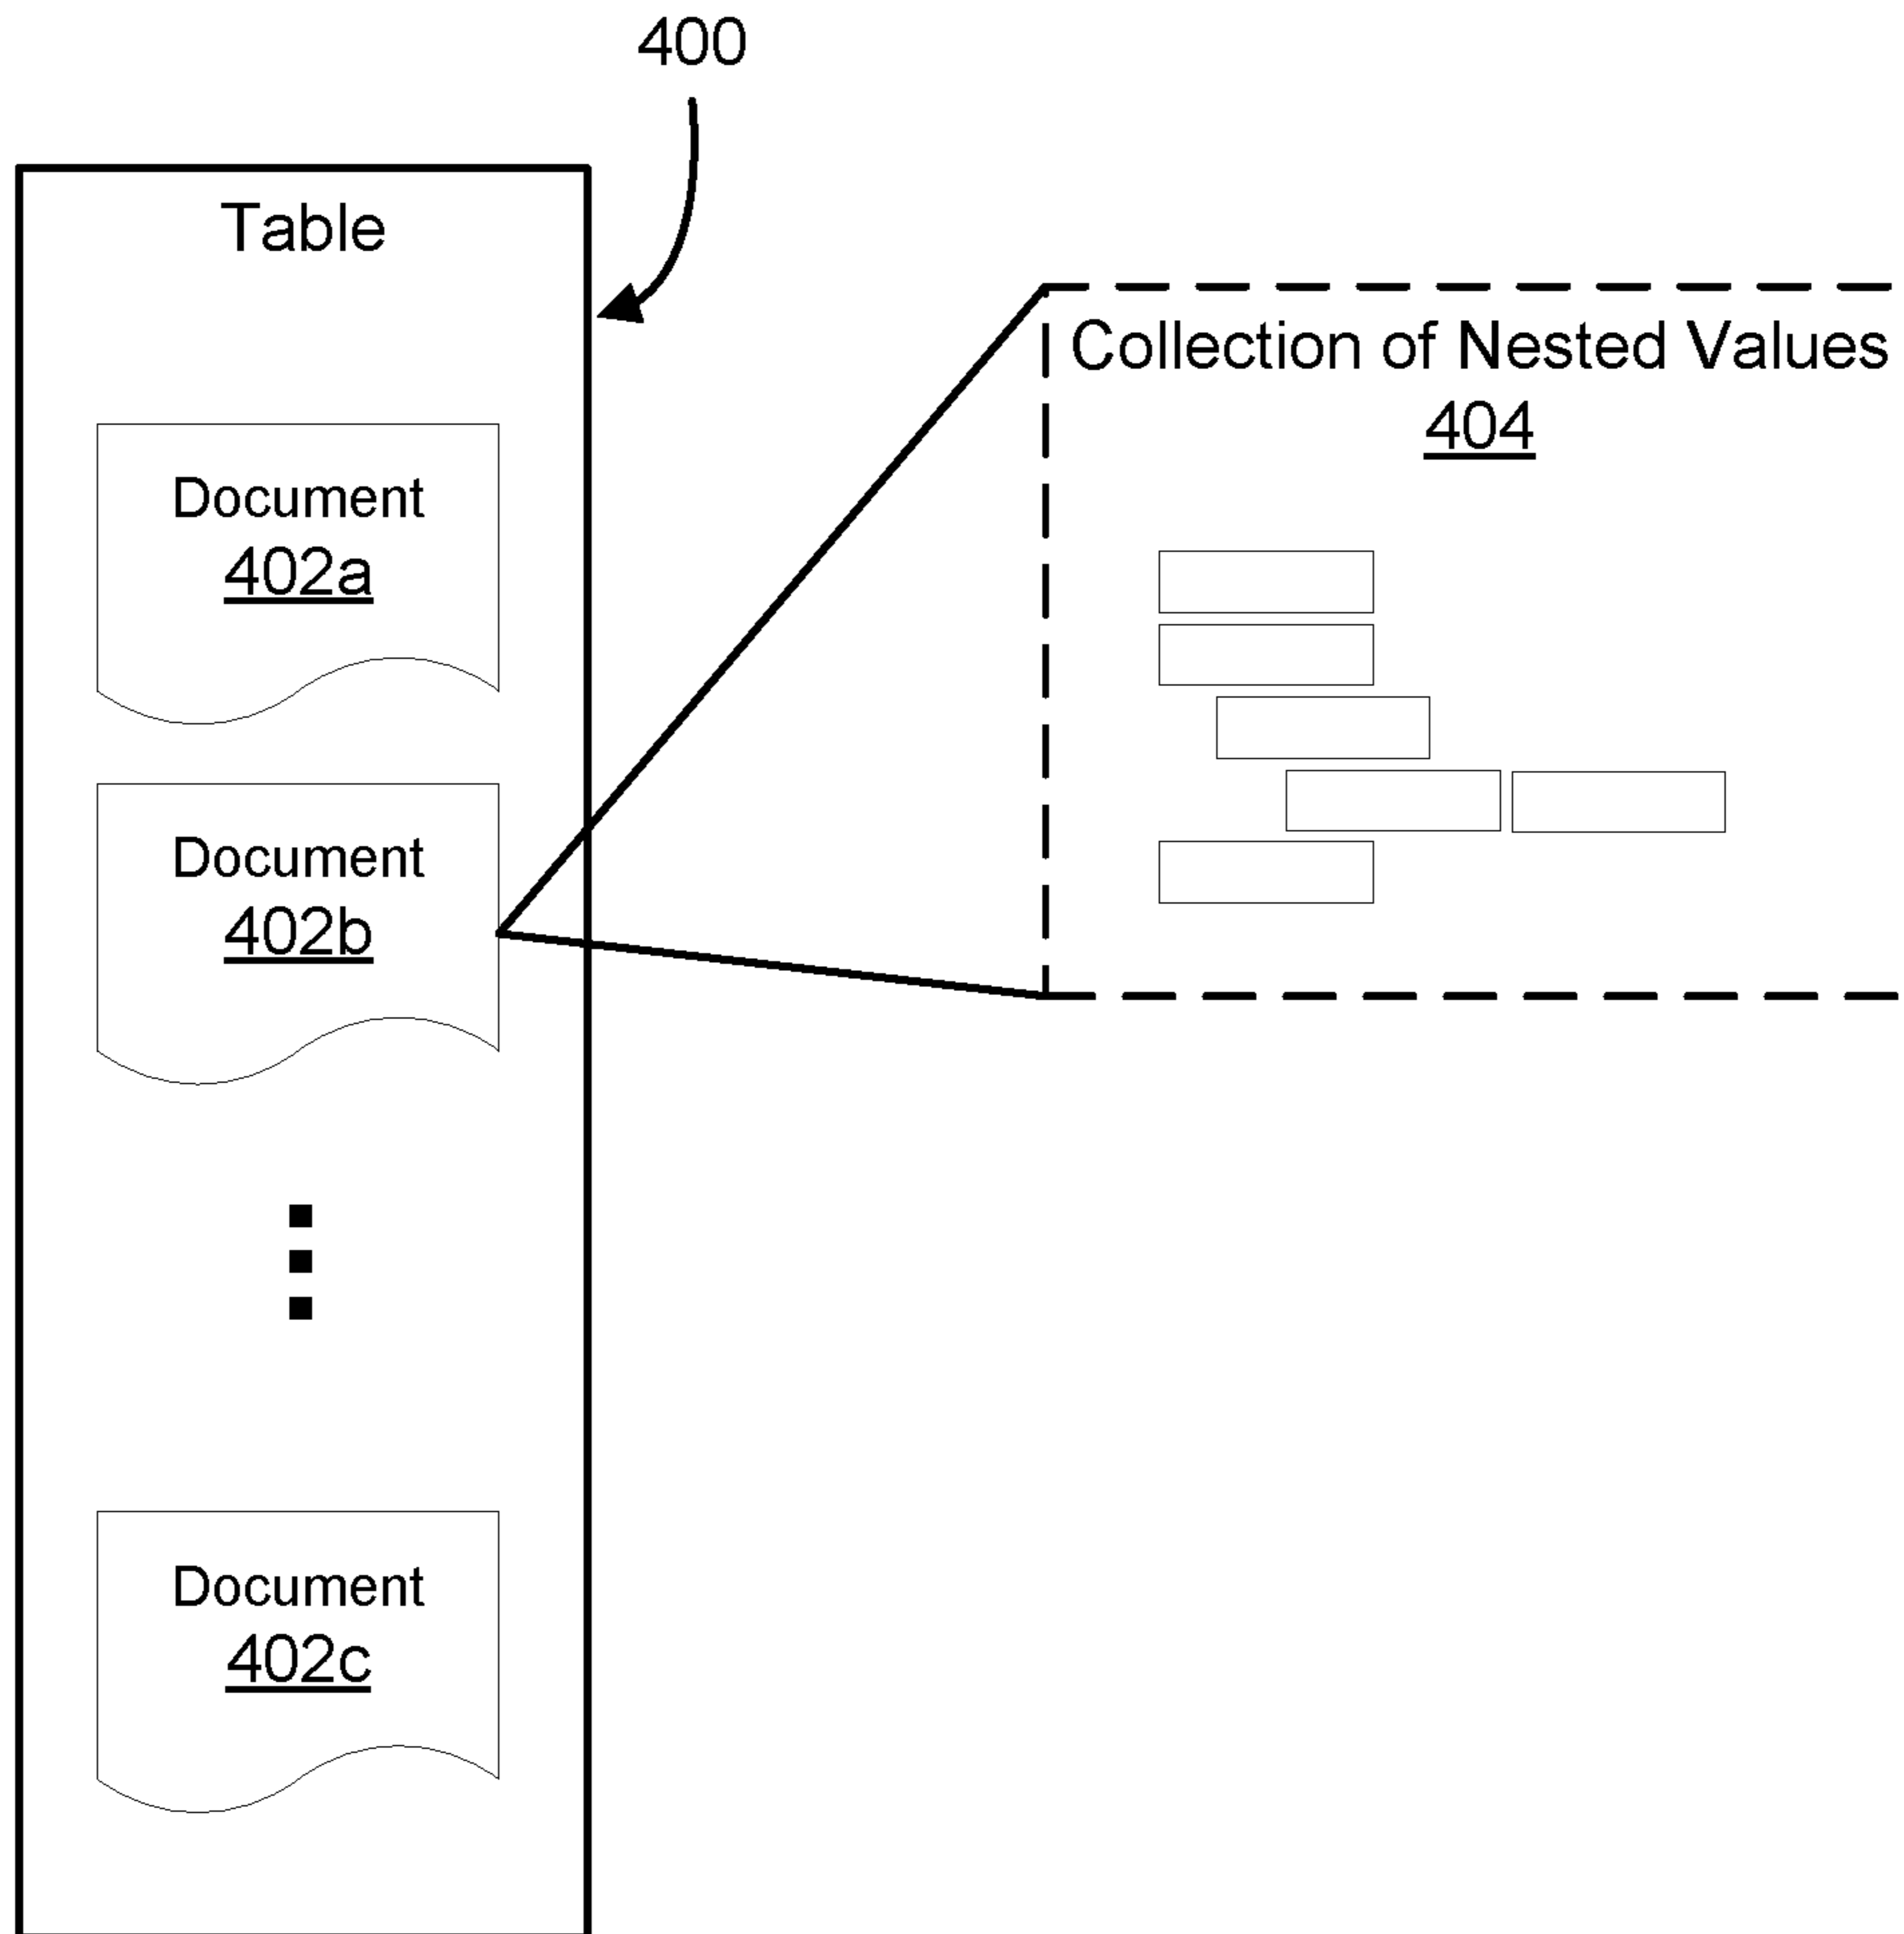 400
Table
Collection of Nested Values
404
Document
402a
Document
402b
Document
402c